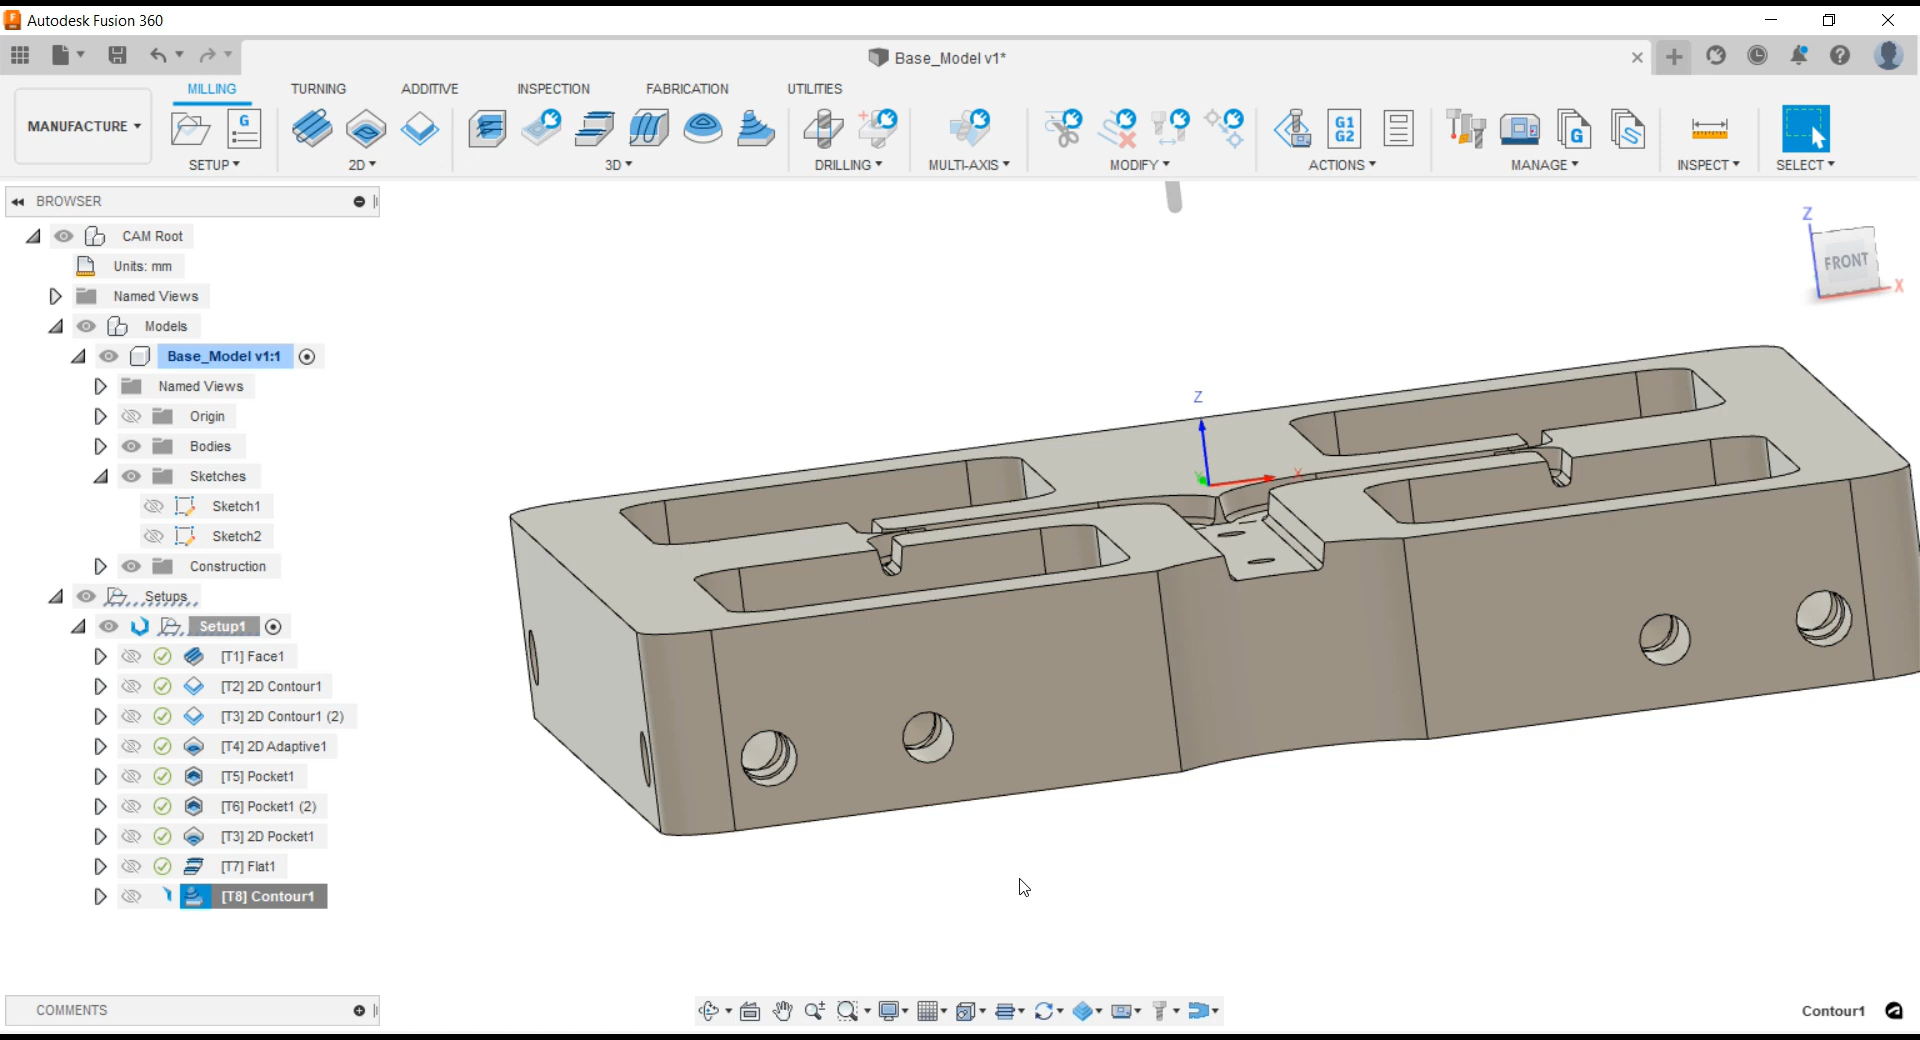 Autodesk Fusion 360
Base_Model v1*
MILLING TURNING ADDITIVE INSPECTION FABRICATION UTILITIES
MANUFACTURE
G
G1
G2
G
SETUP 2D 3D DRILLING MULTI-AXIS MODIFY ACTIONS MANAGE INSPECT SELECT
BROWSER
CAM Root
Units: mm
Named Views
Models
Base_Model v1:1
Named Views
Origin
Bodies
Sketches
Sketch1
Sketch2
Construction
Setups
Setup1
[T1] Face1
[T2] 2D Contour1
[T3] 2D Contour1 (2)
[T4] 2D Adaptive1
[T5] Pocket1
[T6] Pocket1 (2)
[T3] 2D Pocket1
[T7] Flat1
[T8] Contour1
Z
FRONT
X
Z
X
Y
COMMENTS
Contour1